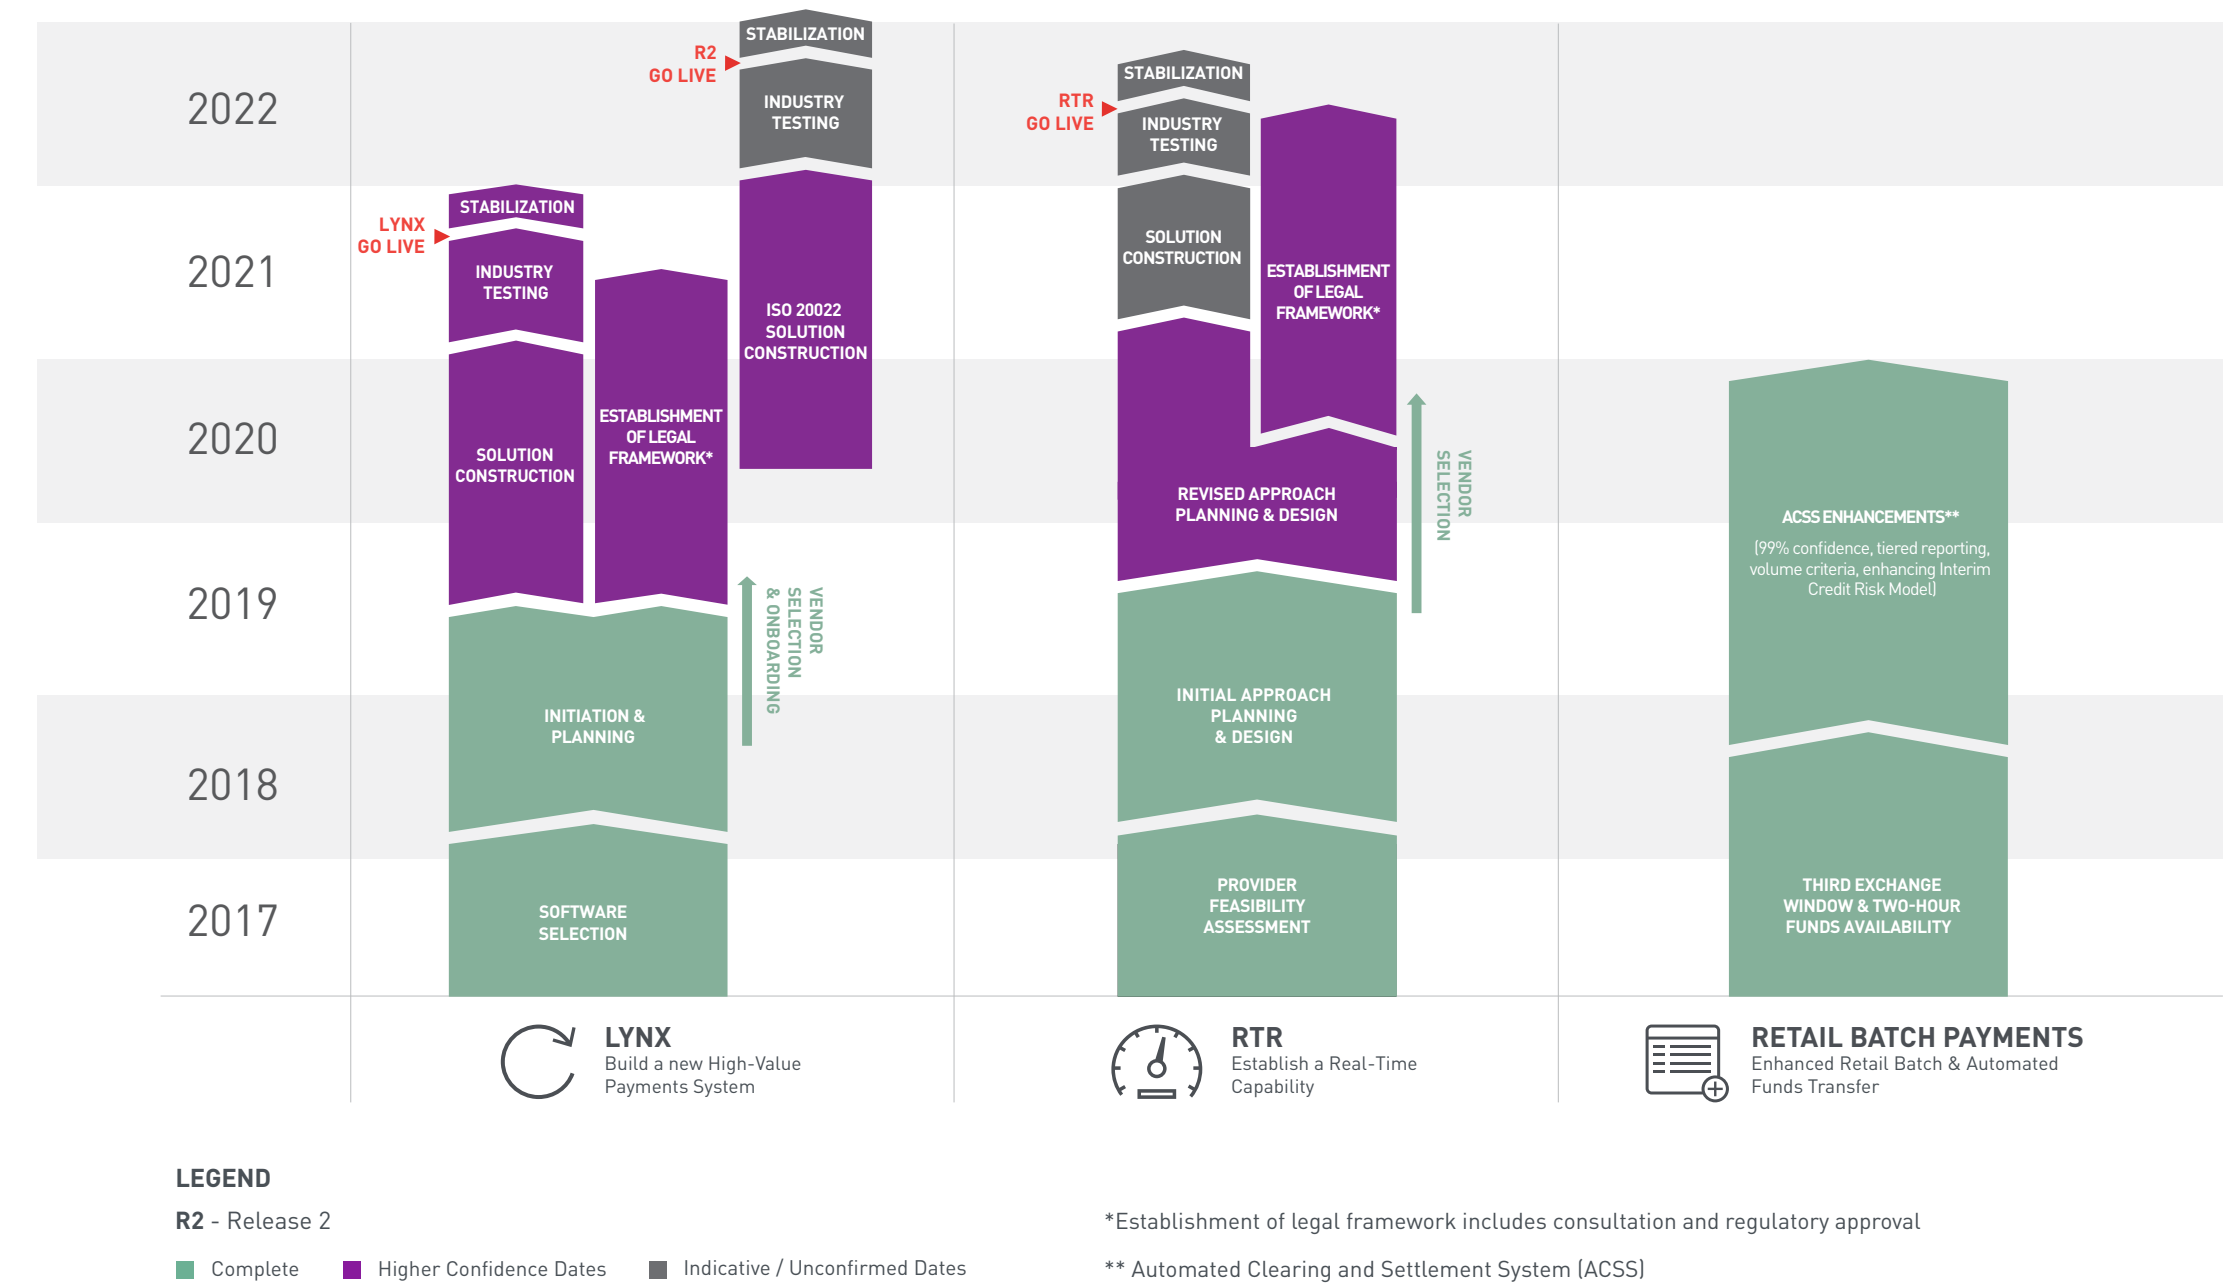 2022
2021
2020
2019
2018
2017
LYNX
GO LIVE
STABILIZATION
INDUSTRY
TESTING
SOLUTION
CONSTRUCTION
ESTABLISHMENT
OF LEGAL
FRAMEWORK*
R2
GO LIVE
STABILIZATION
INDUSTRY
TESTING
ISO 20022
SOLUTION
CONSTRUCTION
VENDOR
SELECTION
& ONBOARDING
INITIATION &
PLANNING
SOFTWARE
SELECTION
RTR
GO LIVE
STABILIZATION
INDUSTRY
TESTING
SOLUTION
CONSTRUCTION
ESTABLISHMENT
OF LEGAL
FRAMEWORK*
REVISED APPROACH
PLANNING & DESIGN
VENDOR
SELECTION
INITIAL APPROACH
PLANNING
& DESIGN
PROVIDER
FEASIBILITY
ASSESSMENT
ACSS ENHANCEMENTS**
(99% confidence, tiered reporting,
volume criteria, enhancing Interim
Credit Risk Model)
THIRD EXCHANGE
WINDOW & TWO-HOUR
FUNDS AVAILABILITY
LYNX
Build a new High-Value
Payments System
RTR
Establish a Real-Time
Capability
RETAIL BATCH PAYMENTS
Enhanced Retail Batch & Automated
Funds Transfer
LEGEND
R2 - Release 2
Complete
Higher Confidence Dates
Indicative / Unconfirmed Dates
*Establishment of legal framework includes consultation and regulatory approval
** Automated Clearing and Settlement System (ACSS)